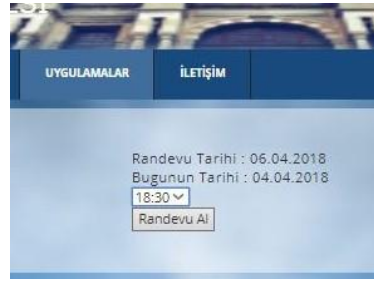 UYGULAMALAR
İLETİŞİM
Randevu Tarihi : 06.04.2018
Bugunun Tarihi : 04.04.2018
18:30
Randevu Al